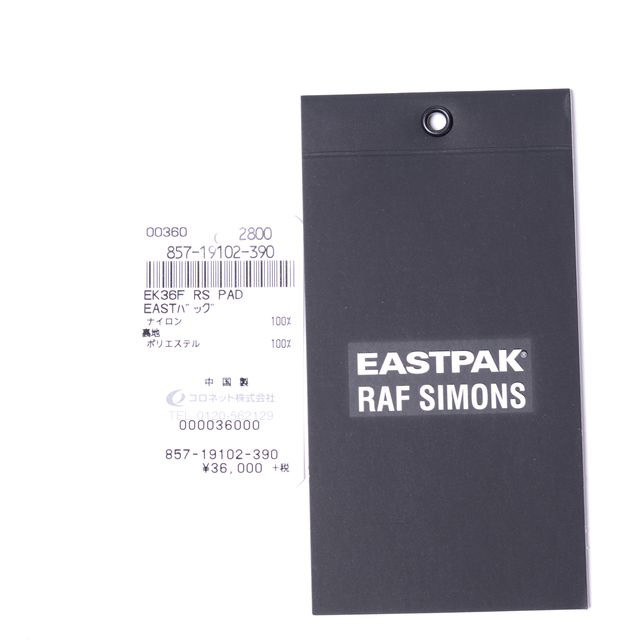 00360 ( 2800
857-19102-390
EK36F RS PAD
EASTバッグ
ナイロン 100%
裏地
ポリエステル 100%
中国製
コロネット株式会社
TEL 0120-562129
000036000
857-19102-390
¥36,000 +税
EASTPAK®
RAF SIMONS